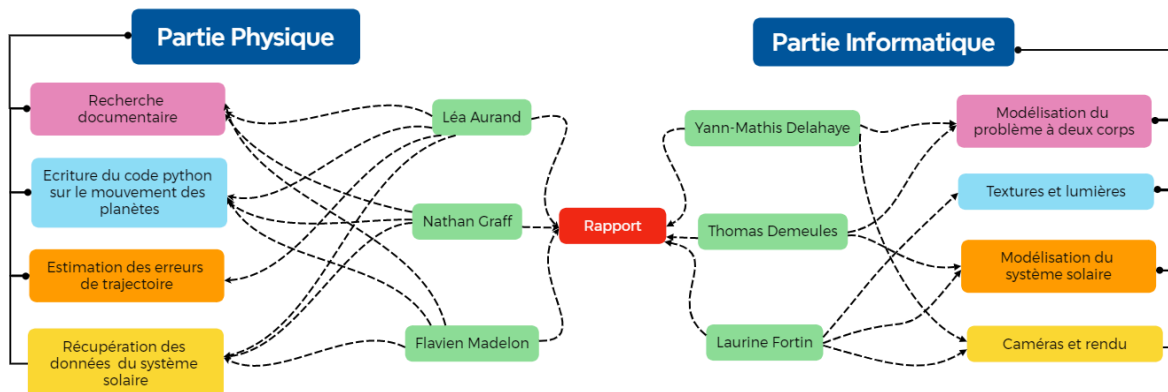 Partie Physique
Recherche
documentaire
Ecriture du code python
sur le mouvement des
planètes
Estimation des erreurs
de trajectoire
Récupération des
données du système
solaire
Léa Aurand
Nathan Graff
Flavien Madelon
Rapport
Partie Informatique
Yann-Mathis Delahaye
Thomas Demeules
Laurine Fortin
Modélisation du
problème à deux corps
Textures et lumières
Modélisation du
système solaire
Caméras et rendu